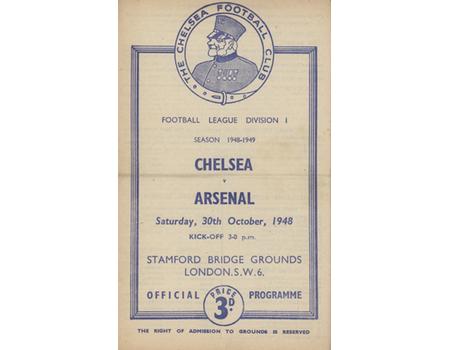 THE CHELSEA FOOTBALL CLUB
FOOTBALL LEAGUE DIVISION I
SEASON 1948-1949
CHELSEA
v
ARSENAL
Saturday, 30th October, 1948
KICK-OFF 3-0 p.m.
STAMFORD BRIDGE GROUNDS
LONDON.S.W.6.
OFFICIAL PRICE 3D. PROGRAMME
THE RIGHT OF ADMISSION TO GROUNDS IS RESERVED